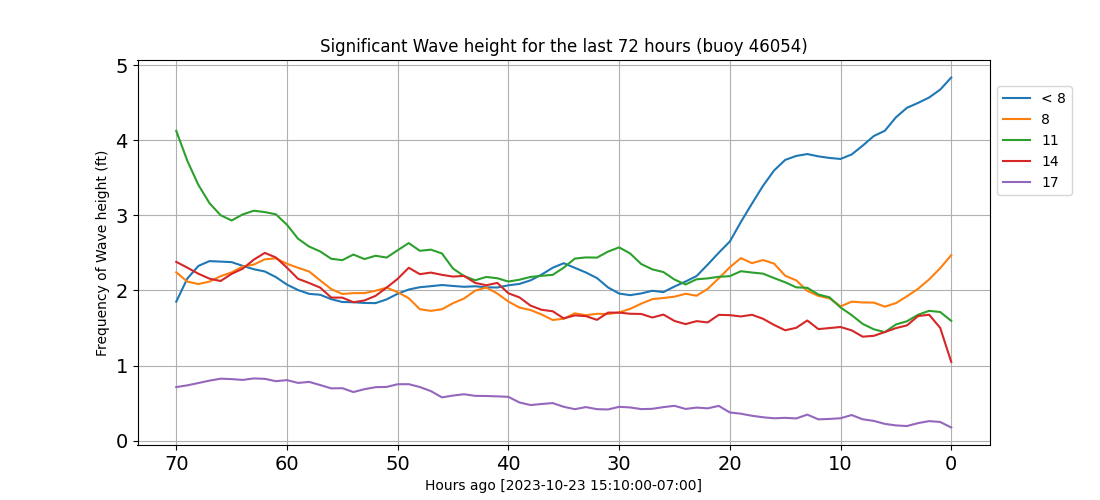 Significant Wave height for the last 72 hours (buoy 46054)
Frequency of Wave height (ft)
5
4
3
2
1
0
70 60 50 40 30 20 10 0
Hours ago [2023-10-23 15:10:00-07:00]
< 8
8
11
14
17